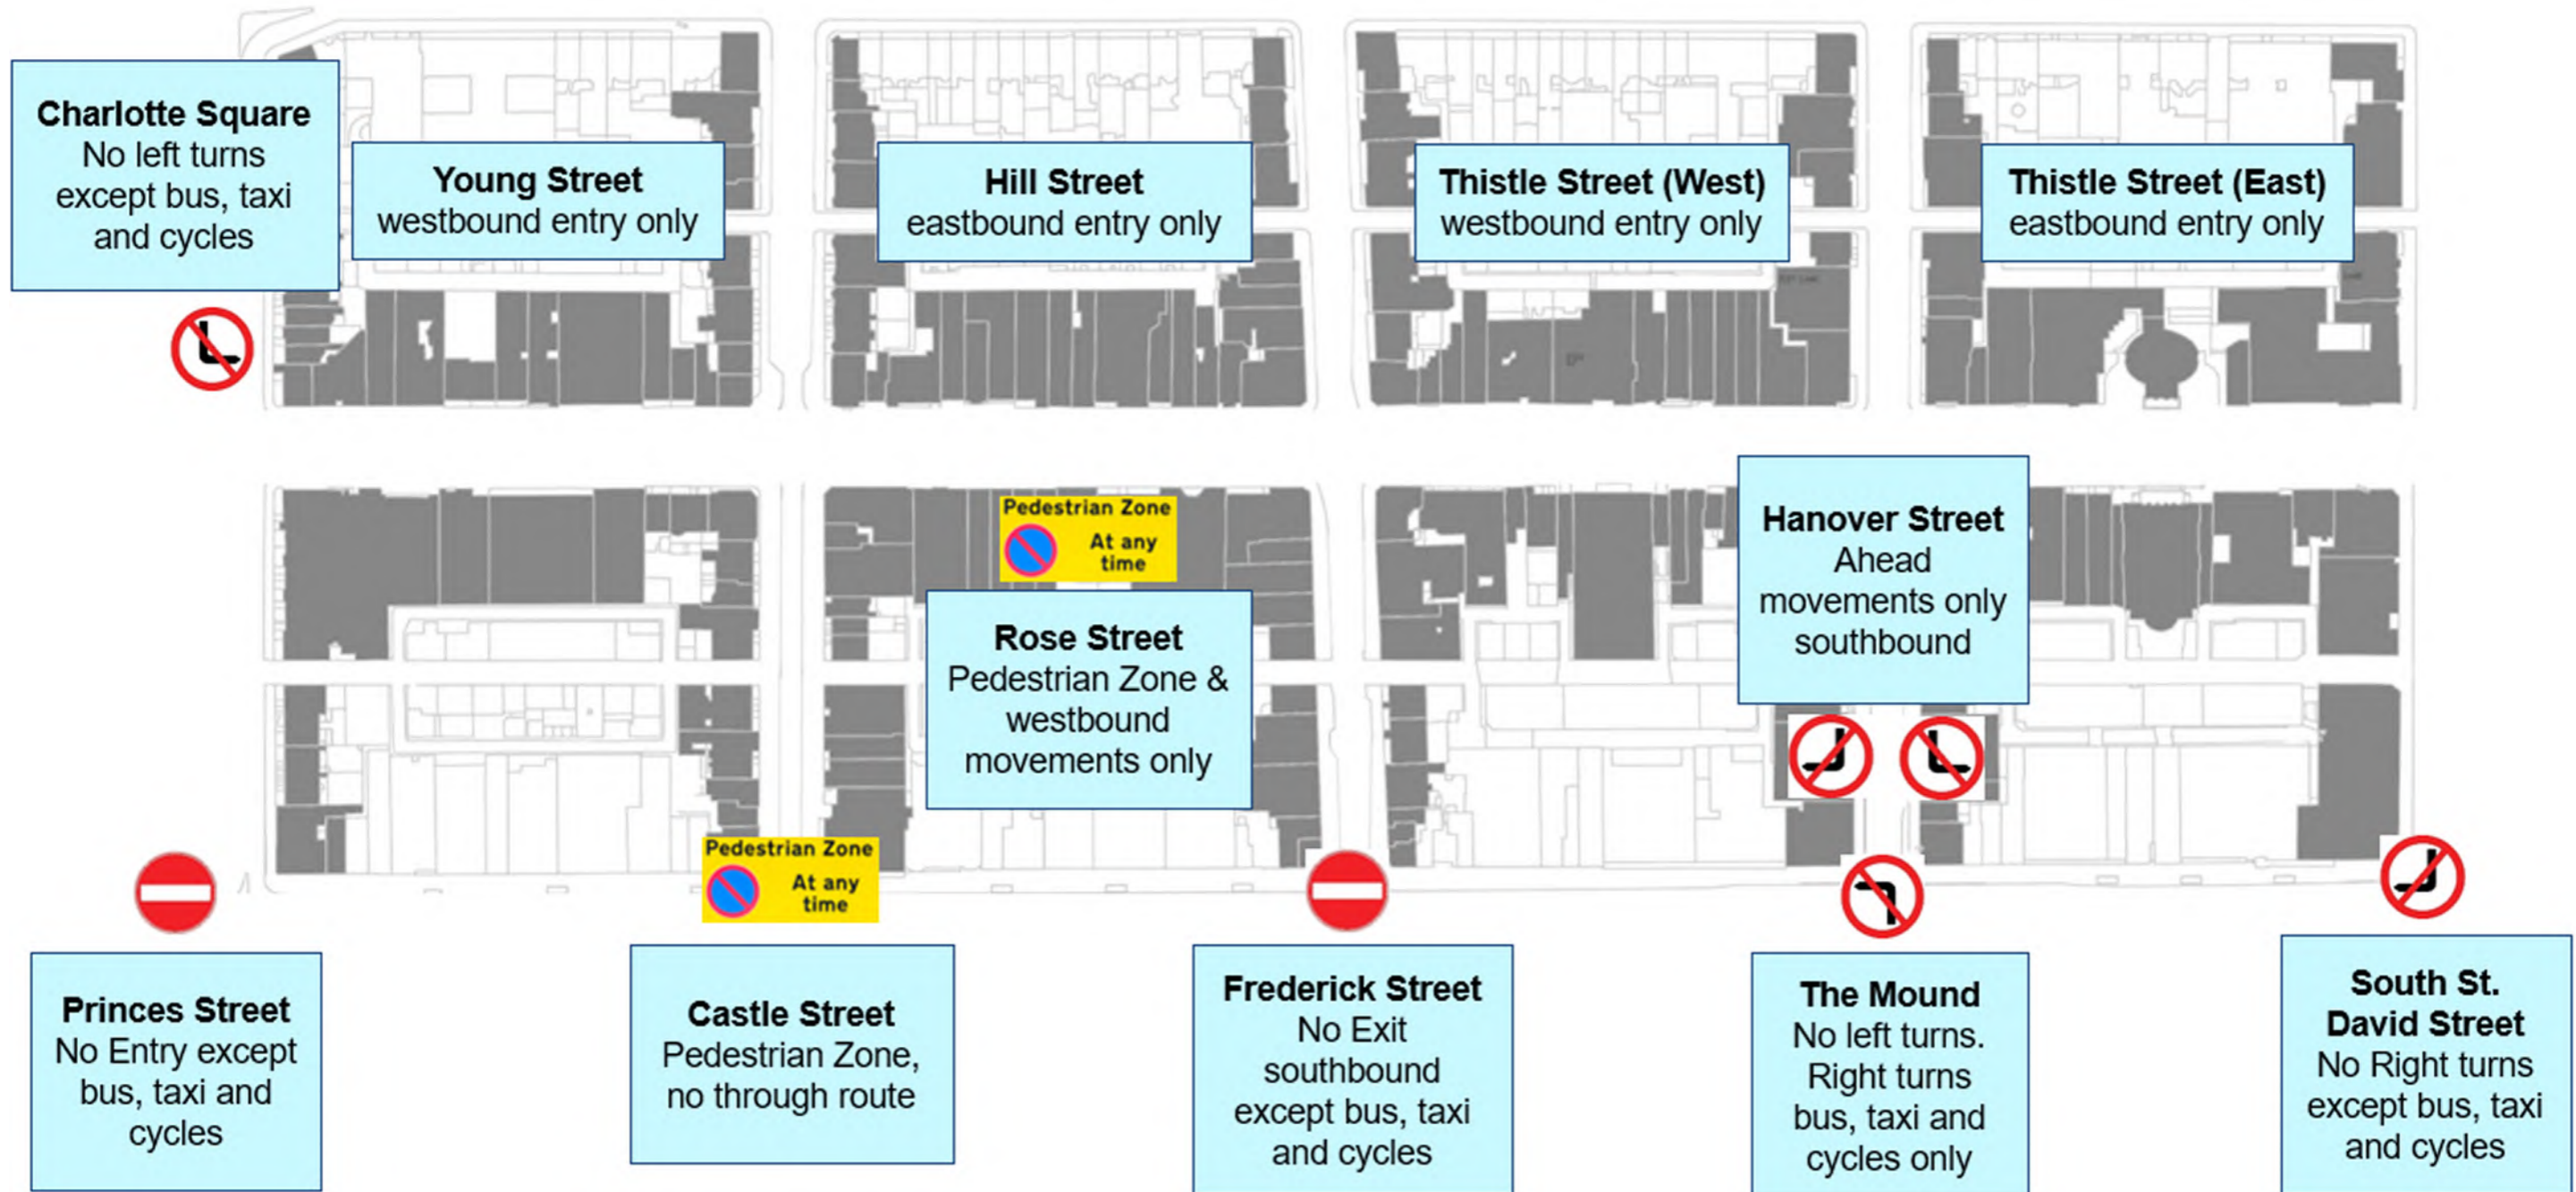 Charlotte Square
No left turns
except bus, taxi
and cycles
Young Street
westbound entry only
Hill Street
eastbound entry only
Thistle Street (West)
westbound entry only
Thistle Street (East)
eastbound entry only
Pedestrian Zone
At any
time
Rose Street
Pedestrian Zone &
westbound
movements only
Hanover Street
Ahead
movements only
southbound
Pedestrian Zone
At any
time
Princes Street
No Entry except
bus, taxi and
cycles
Castle Street
Pedestrian Zone,
no through route
Frederick Street
No Exit
southbound
except bus, taxi
and cycles
The Mound
No left turns.
Right turns
bus, taxi and
cycles only
South St.
David Street
No Right turns
except bus, taxi
and cycles